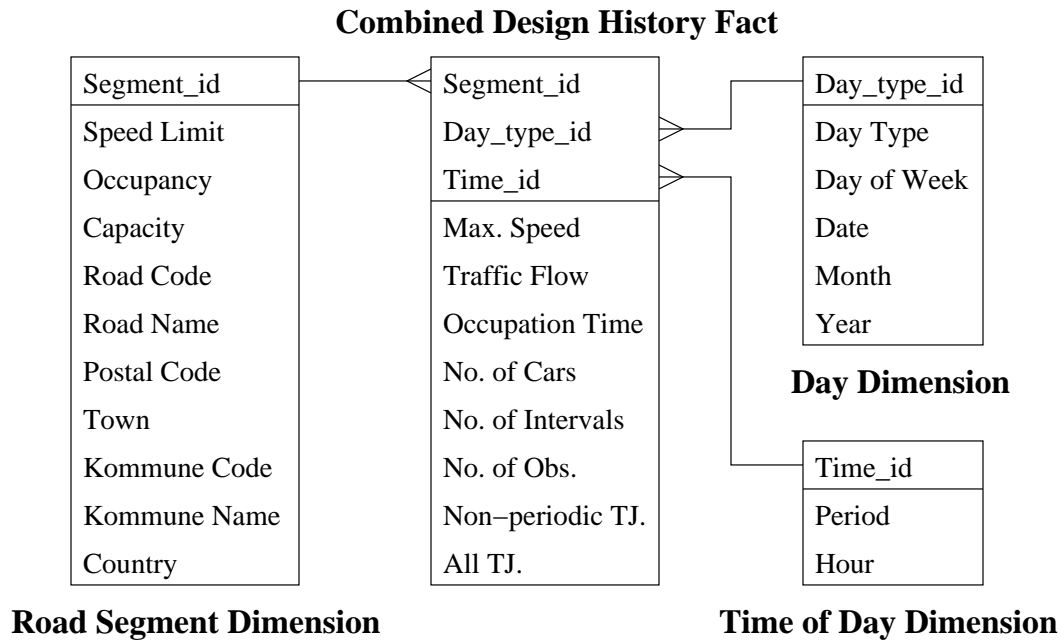 Combined Design History Fact
Segment_id
Speed Limit
Occupancy
Capacity
Road Code
Road Name
Postal Code
Town
Kommune Code
Kommune Name
Country
Road Segment Dimension
Segment_id
Day_type_id
Time_id
Max. Speed
Traffic Flow
Occupation Time
No. of Cars
No. of Intervals
No. of Obs.
Non−periodic TJ.
All TJ.
Day_type_id
Day Type
Day of Week
Date
Month
Year
Day Dimension
Time_id
Period
Hour
Time of Day Dimension